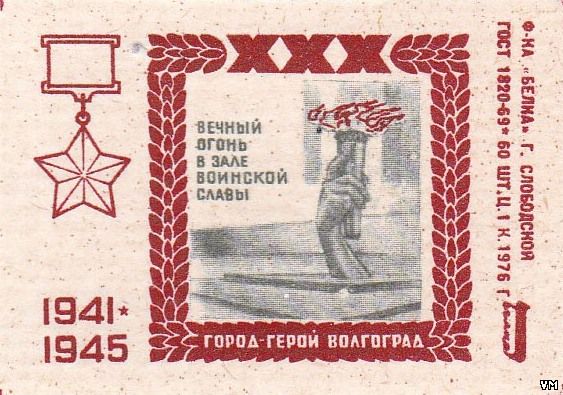 XXX
ВЕЧНЫЙ
ОГОНЬ
В ЗАЛЕ
ВОИНСКОЙ
СЛАВЫ
1941*
1945
ГОРОД-ГЕРОЙ ВОЛГОГРАД
Ф-КА „БЕЛКА» Г. СЛОБОДСКОЙ
ГОСТ 1820-69* 60 ШТ.Ц. 1 К. 1976 Г
VM